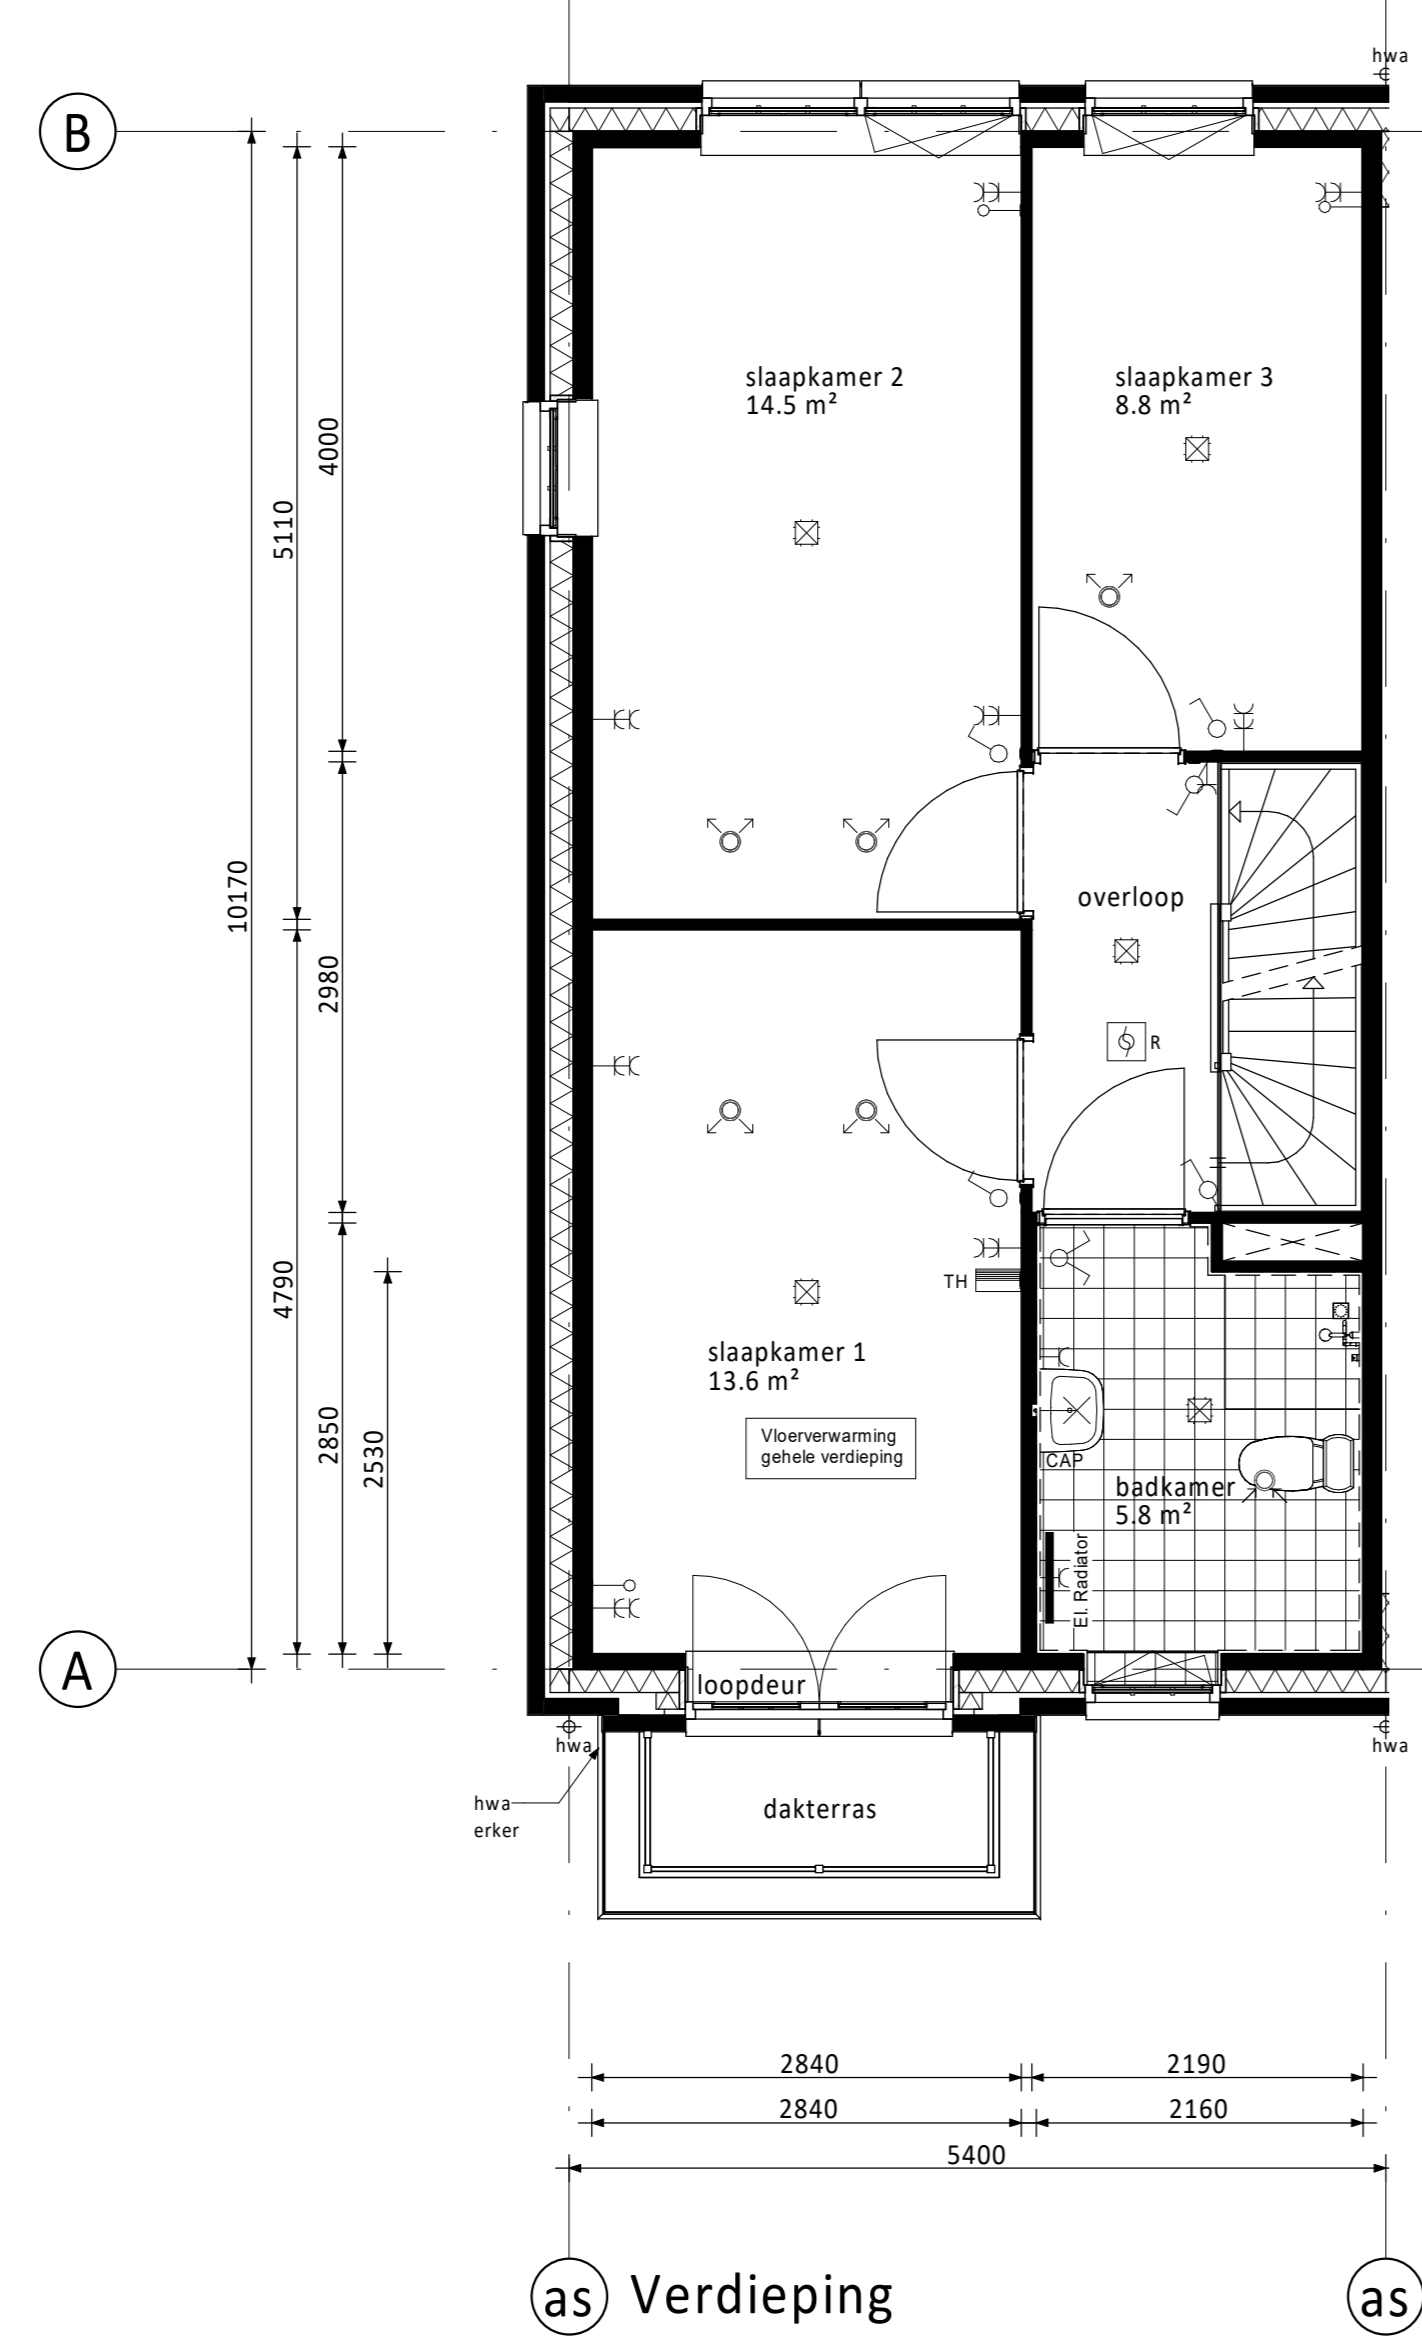 hwa
B
slaapkamer 2
14.5 m²
slaapkamer 3
8.8 m²
4000
5110
10170
overloop
2980
R
4790
TH
slaapkamer 1
13.6 m²
2850
2530
Vloerverwarming
gehele verdieping
CAP
badkamer
5.8 m²
El. Radiator
A
loopdeur
hwa
hwa
hwa
erker
dakterras
2840
2190
2840
2160
5400
as
Verdieping
as